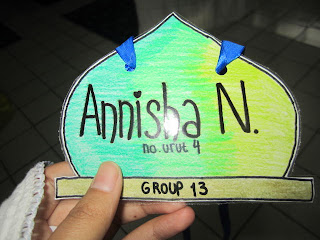 Annisha N.
no. urut 4
GROUP 13